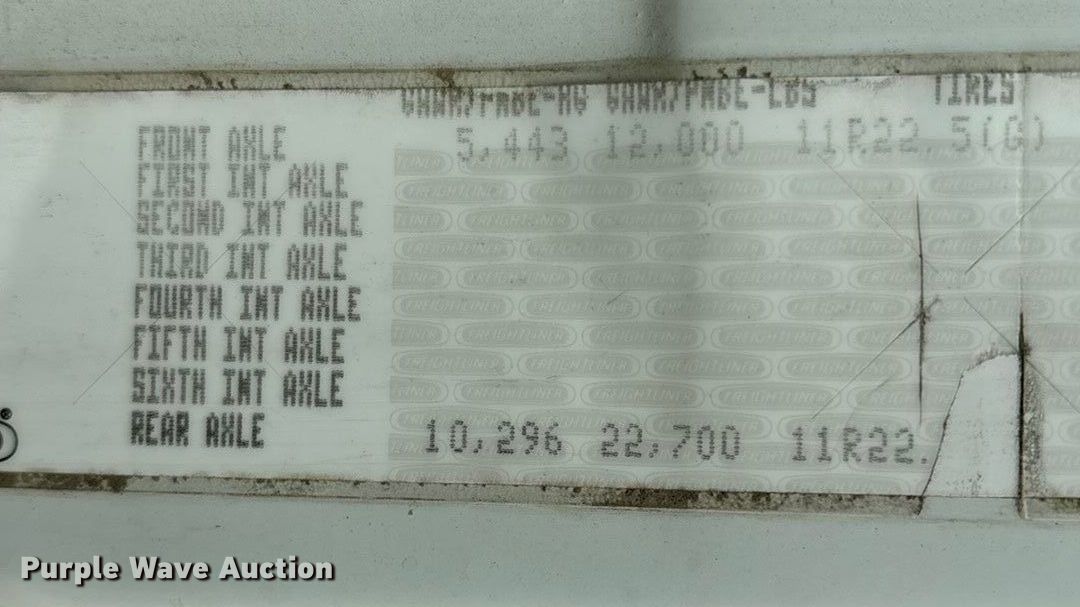 GAWR/PNBE-KG GAWR/PNBE-LBS TIRES
FRONT AXLE 5,443 12,000 11R22.5(G)
FIRST INT AXLE
SECOND INT AXLE
THIRD INT AXLE
FOURTH INT AXLE
FIFTH INT AXLE
SIXTH INT AXLE
REAR AXLE 10,296 22,700 11R22.
FREIGHTLINER
Purple Wave Auction